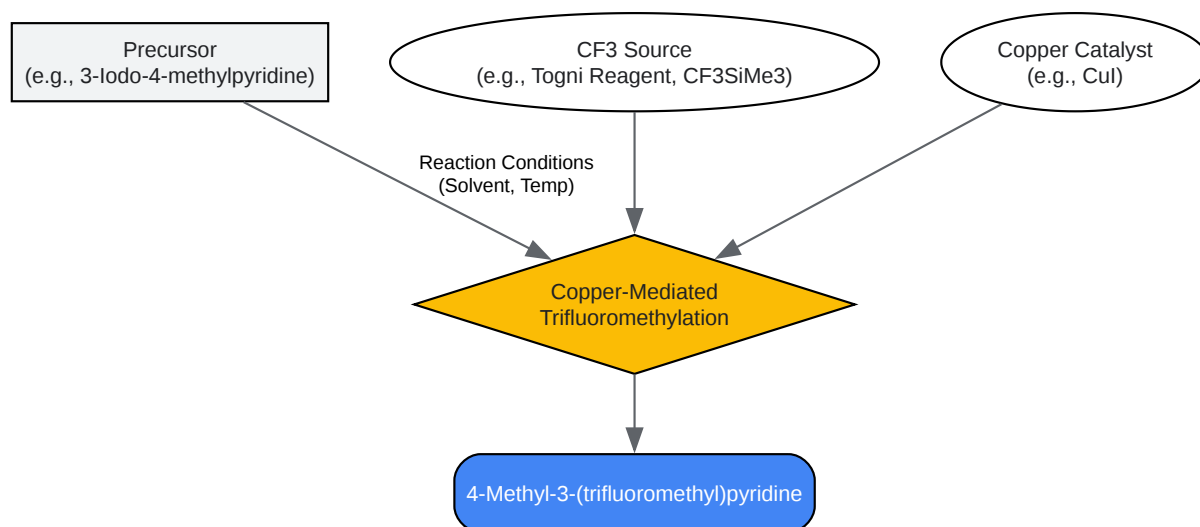 Precursor
(e.g., 3-Iodo-4-methylpyridine)
CF3 Source
(e.g., Togni Reagent, CF3SiMe3)
Copper Catalyst
(e.g., CuI)
Reaction Conditions
(Solvent, Temp)
Copper-Mediated
Trifluoromethylation
4-Methyl-3-(trifluoromethyl)pyridine